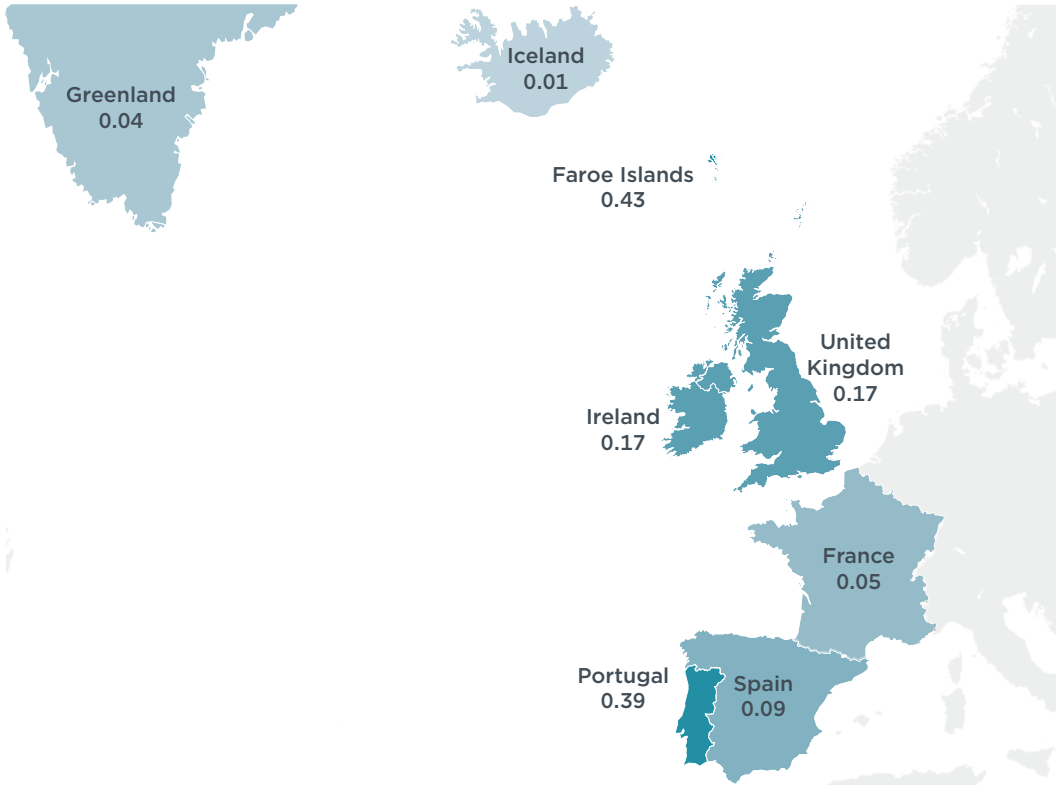 Iceland
0.01
Greenland
0.04
Faroe Islands
0.43
United
Kingdom
0.17
Ireland
0.17
France
0.05
Portugal
0.39
Spain
0.09